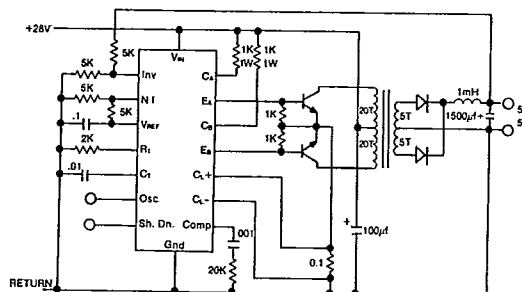 +28V
5K
5K
5K
.1
5K
2K
.01
Osc
Sh. Dn.
RETURN
VIN
Inv
N I
VREF
RT
CT
Gnd
CA
EA
CB
EB
CL+
CL-
Comp
1K
1W
1K
1W
1K
1K
.001
20K
20T
20T
5T
5T
1mH
1500µf+
100µf
+
0.1
5
5